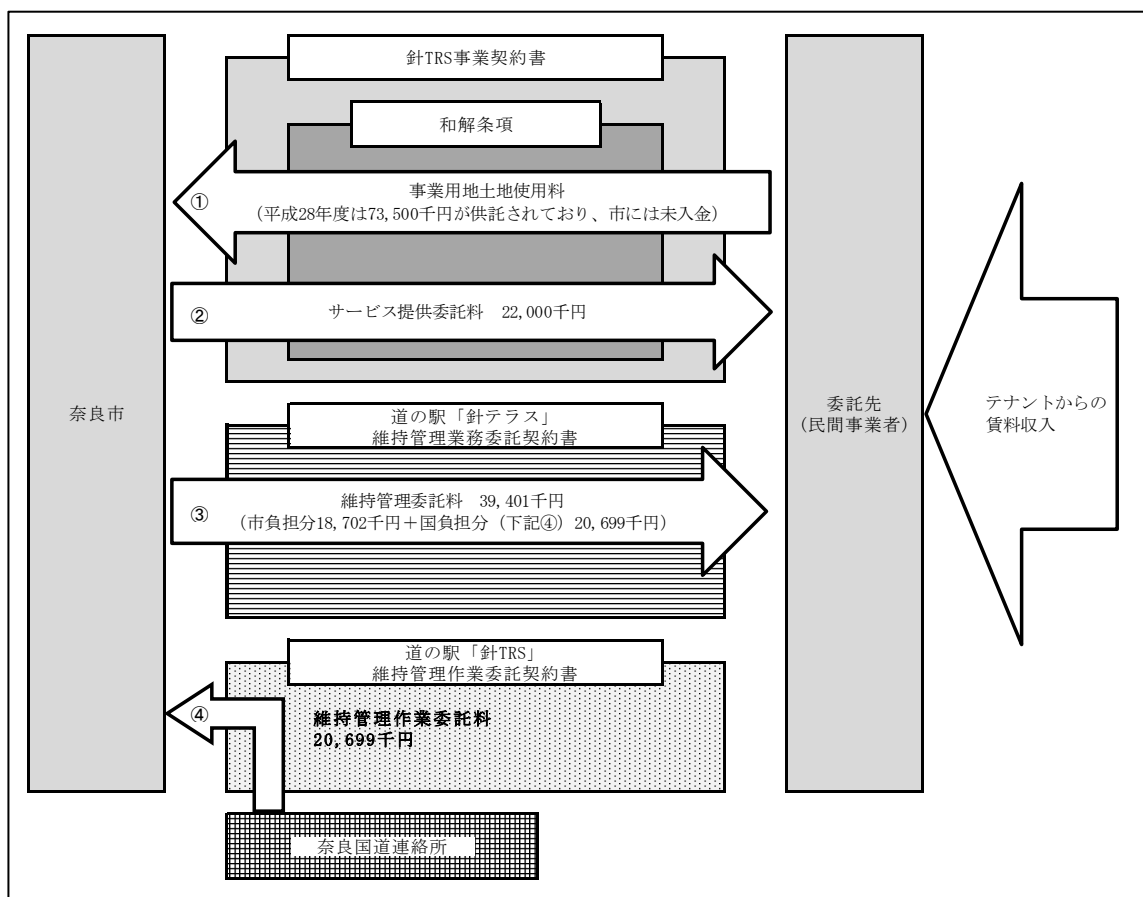 針TRS事業契約書
和解条項
①
事業用地土地使用料
(平成28年度は73,500千円が供託されており、市には未入金)
②
サービス提供委託料 22,000千円
奈良市
委託先
(民間事業者)
テナントからの
賃料収入
道の駅「針テラス」
維持管理業務委託契約書
③
維持管理委託料 39,401千円
(市負担分18,702千円+国負担分(下記④)20,699千円)
道の駅「針TRS」
維持管理作業委託契約書
④
維持管理作業委託料
20,699千円
奈良国道連絡所